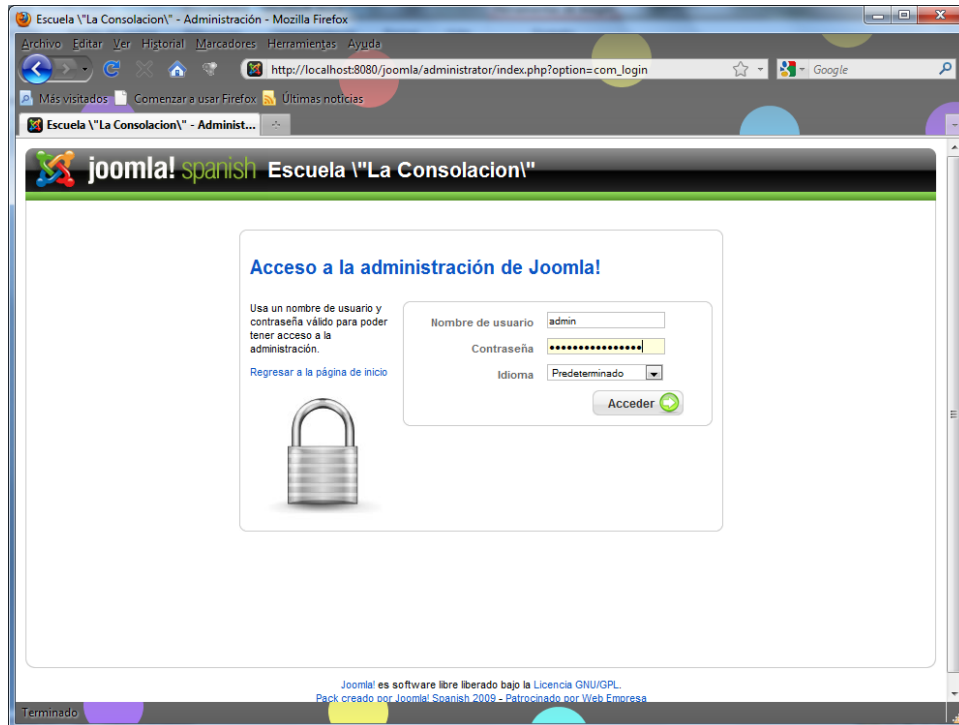 Escuela \"La Consolacion\" - Administración - Mozilla Firefox
Archivo Editar Ver Historial Marcadores Herramientas Ayuda
http://localhost:8080/joomla/administrator/index.php?option=com_login
Google
Más visitados Comenzar a usar Firefox Últimas noticias
Escuela \"La Consolacion\" - Administ...
joomla! spanish Escuela \"La Consolacion\"
Acceso a la administración de Joomla!
Usa un nombre de usuario y
contraseña válido para poder
tener acceso a la
administración.
Regresar a la página de inicio
Nombre de usuario admin
Contraseña ••••••••••••••••
Idioma Predeterminado
Acceder
Joomla! es software libre liberado bajo la Licencia GNU/GPL.
Pack creado por Joomla! Spanish 2009 - Patrocinado por Web Empresa
Terminado